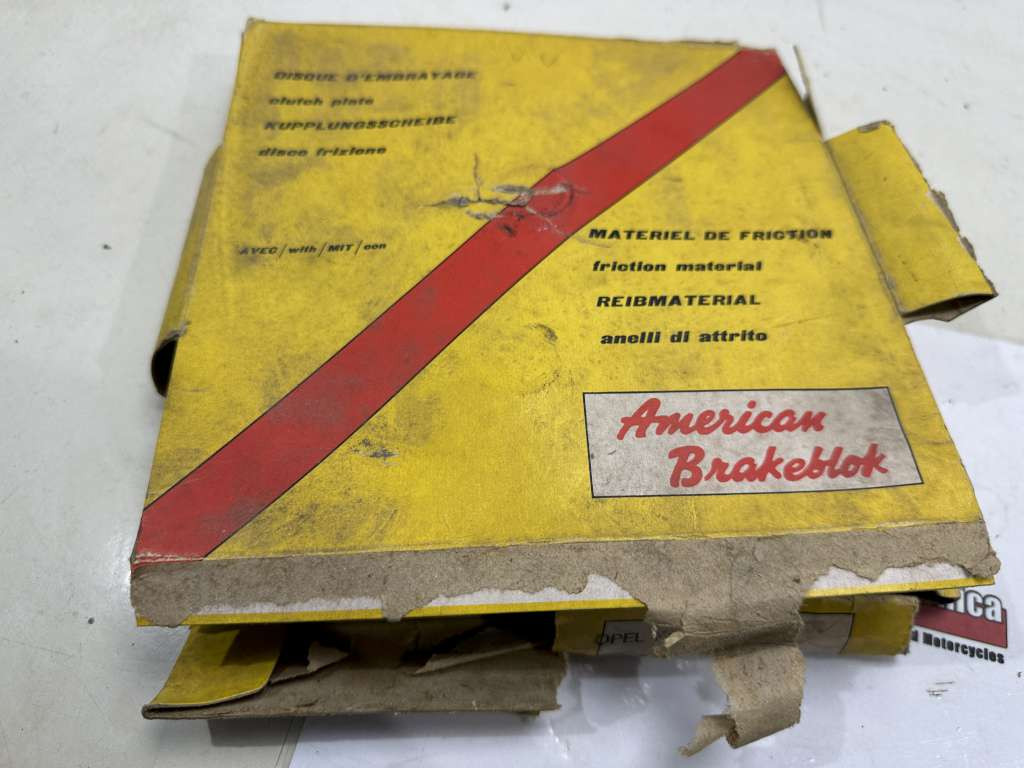 DISQUE D'EMBRAYAGE
clutch plate
KUPPLUNGSSCHEIBE
disco frizione
AVEC/with/MIT/con
MATERIEL DE FRICTION
friction material
REIBMATERIAL
anelli di attrito
American
Brakeblok
OPEL
Motorcycles